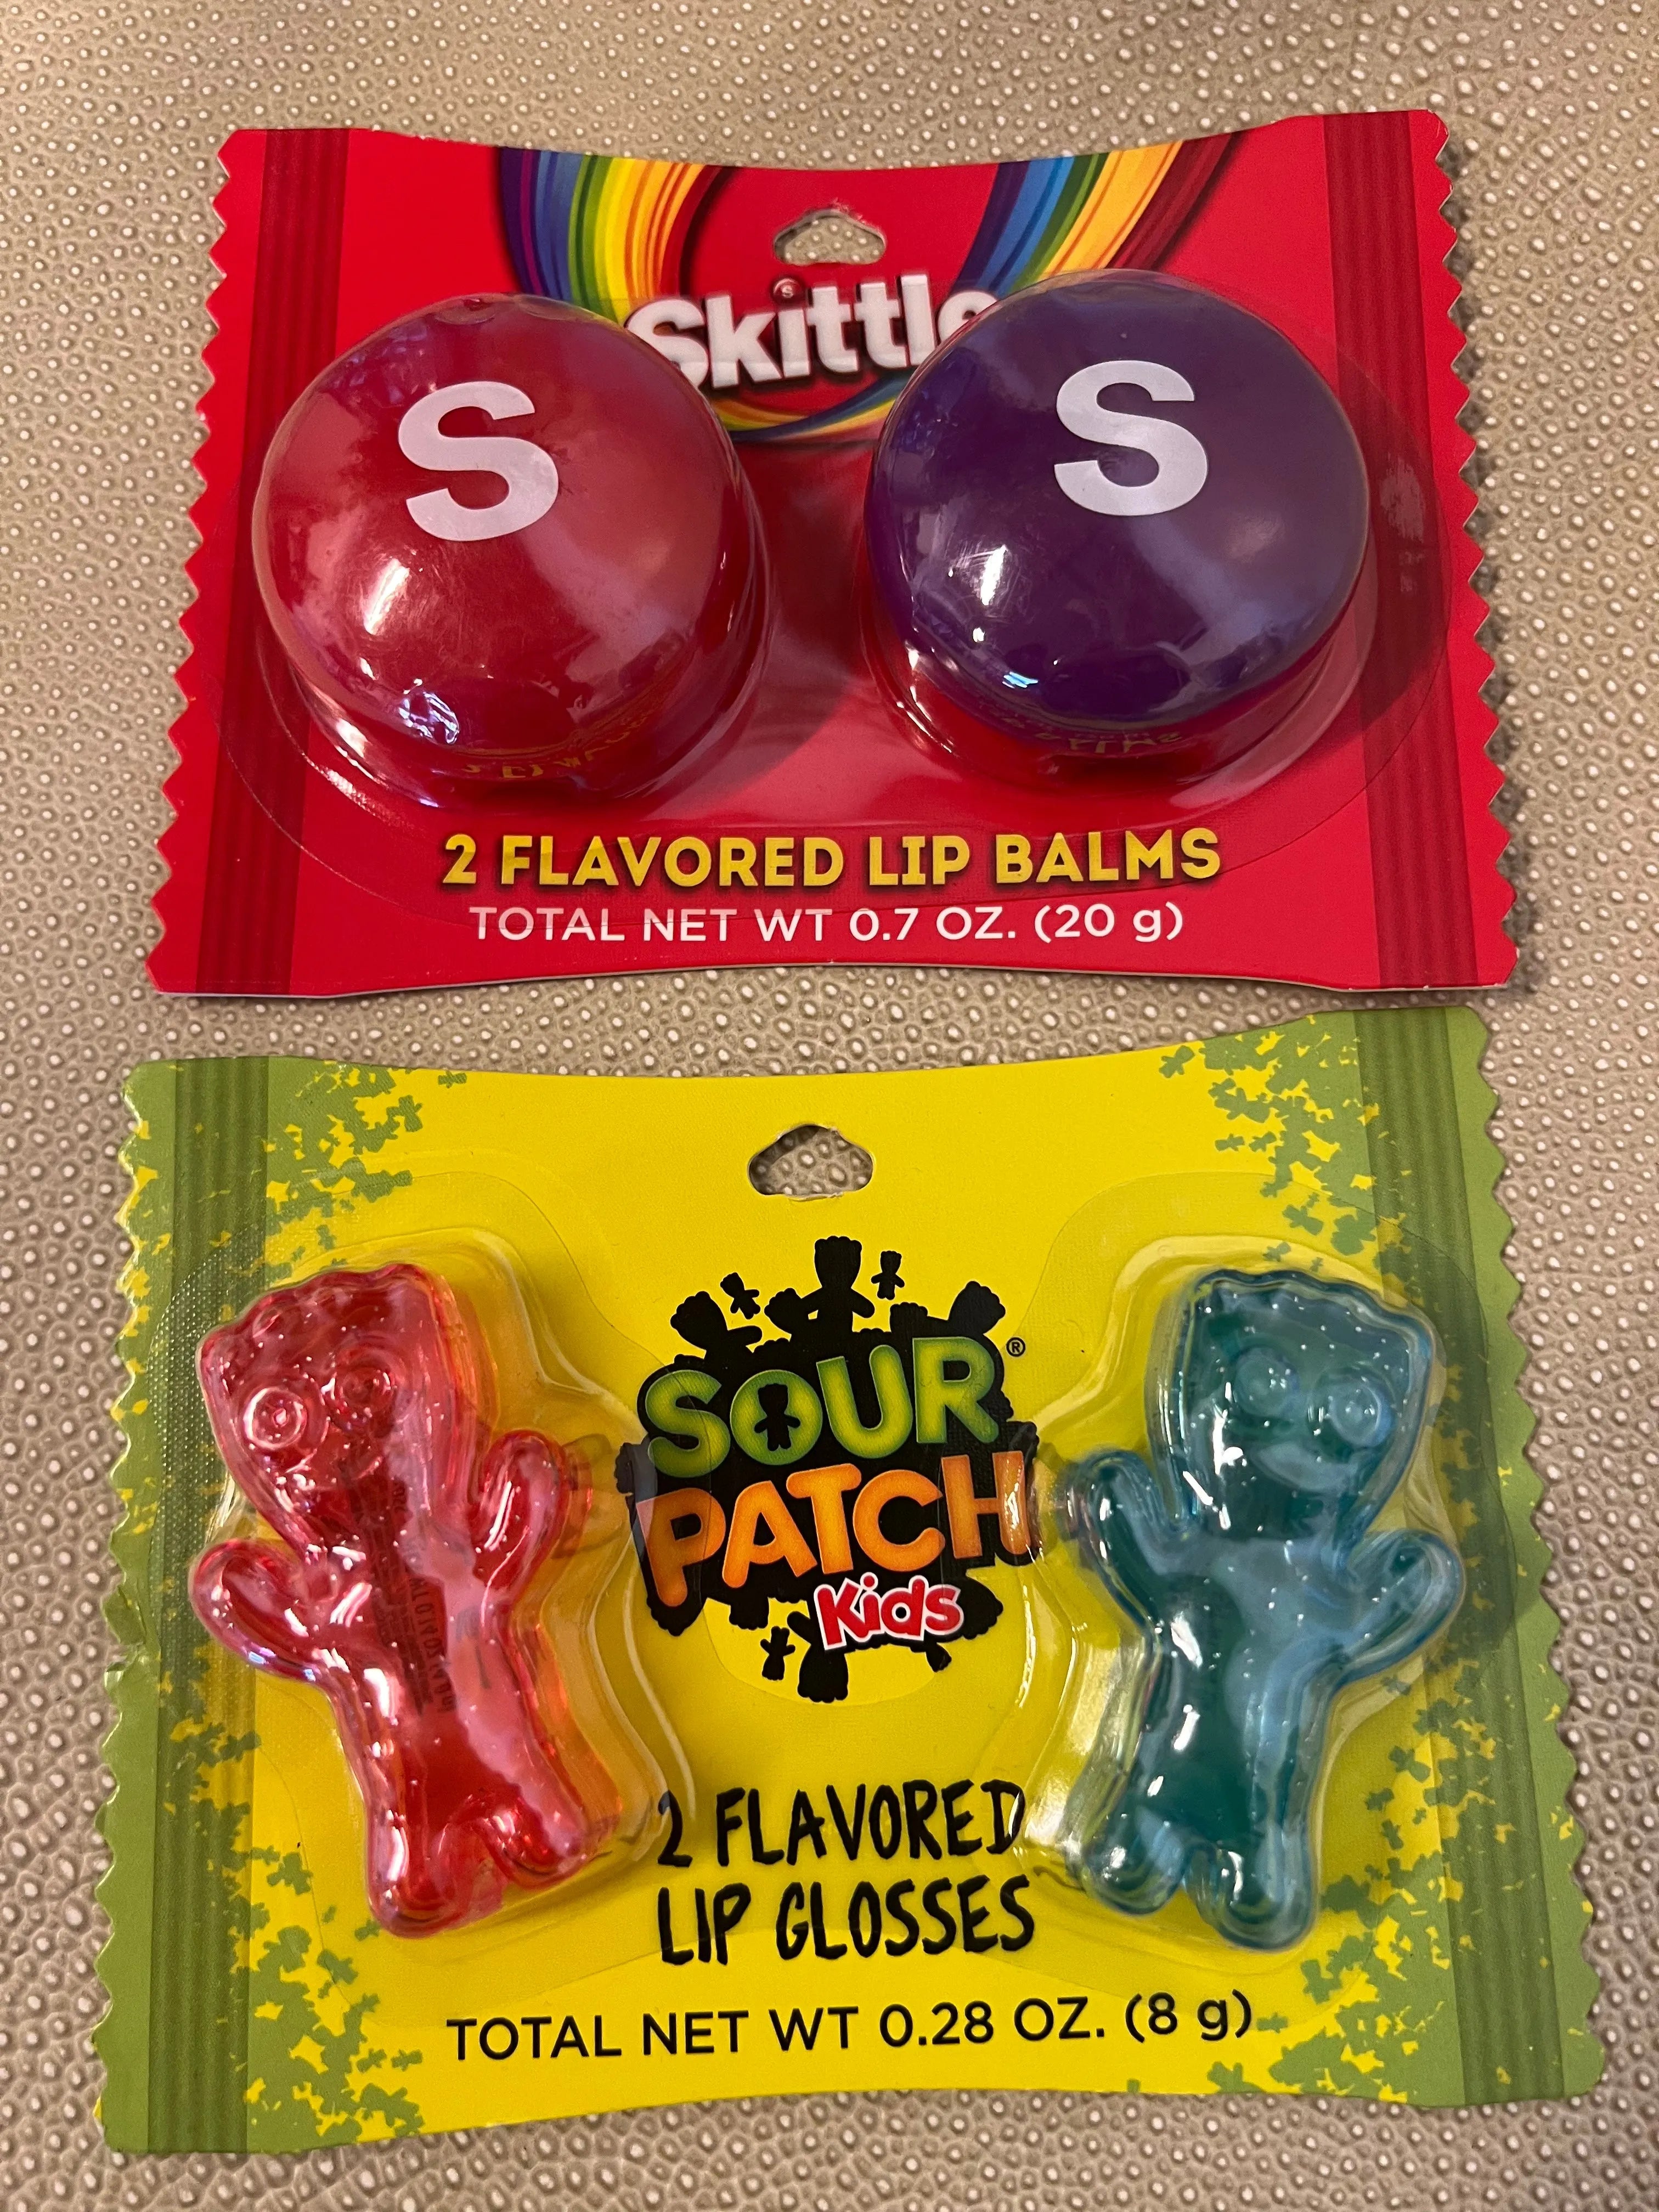 S
Skittle
S
S
2 FLAVORED LIP BALMS
TOTAL NET WT 0.7 OZ. (20 g)
SOUR®
PATCH
Kids
2 FLAVORED
LIP GLOSSES
TOTAL NET WT 0.28 OZ. (8 g)